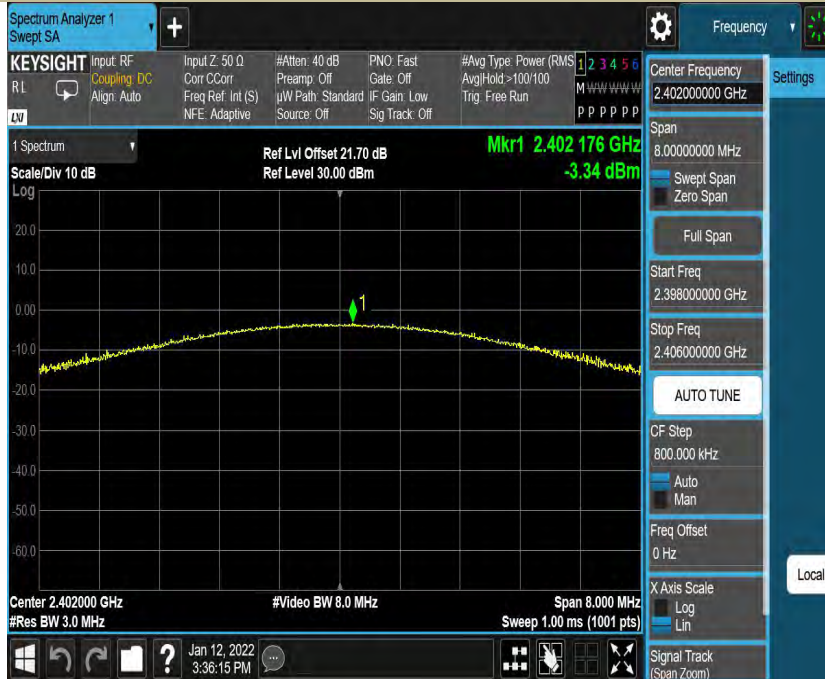 Spectrum Analyzer 1
Swept SA
+
Frequency
KEYSIGHT
R L
LXI
Input: RF
Coupling: DC
Align: Auto
Input Z: 50 Ω
Corr CCorr
Freq Ref: Int (S)
NFE: Adaptive
#Atten: 40 dB
Preamp: Off
µW Path: Standard
Source: Off
PNO: Fast
Gate: Off
IF Gain: Low
Sig Track: Off
#Avg Type: Power (RMS
Avg|Hold:>100/100
Trig: Free Run
1 2 3 4 5 6
M W W W W W
P P P P P P
1 Spectrum
Scale/Div 10 dB
Log
Ref Lvl Offset 21.70 dB
Ref Level 30.00 dBm
Mkr1 2.402 176 GHz
-3.34 dBm
20.0
10.0
0.00
-10.0
-20.0
-30.0
-40.0
-50.0
-60.0
1
Center 2.402000 GHz
#Res BW 3.0 MHz
#Video BW 8.0 MHz
Span 8.000 MHz
Sweep 1.00 ms (1001 pts)
?
Jan 12, 2022
3:36:15 PM
Center Frequency
2.402000000 GHz
Span
8.00000000 MHz
Swept Span
Zero Span
Full Span
Start Freq
2.398000000 GHz
Stop Freq
2.406000000 GHz
AUTO TUNE
CF Step
800.000 kHz
Auto
Man
Freq Offset
0 Hz
X Axis Scale
Log
Lin
Signal Track
(Span Zoom)
Settings
Local